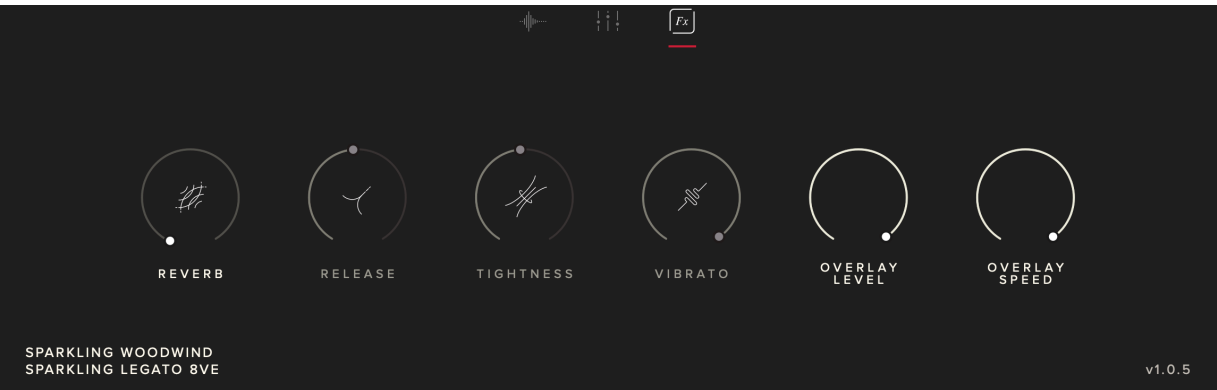 Fx
REVERB
RELEASE
TIGHTNESS
VIBRATO
OVERLAY
LEVEL
OVERLAY
SPEED
SPARKLING WOODWIND
SPARKLING LEGATO 8VE
v1.0.5